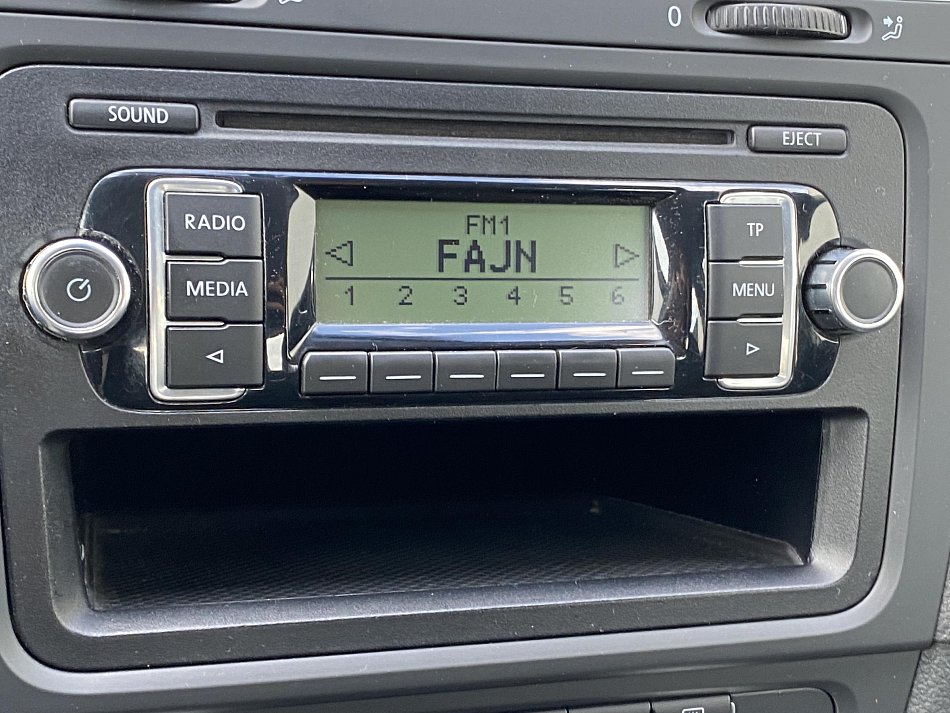 0
SOUND
EJECT
RADIO
FM1
TP
FAJN
MEDIA
MENU
1 2 3 4 5 6